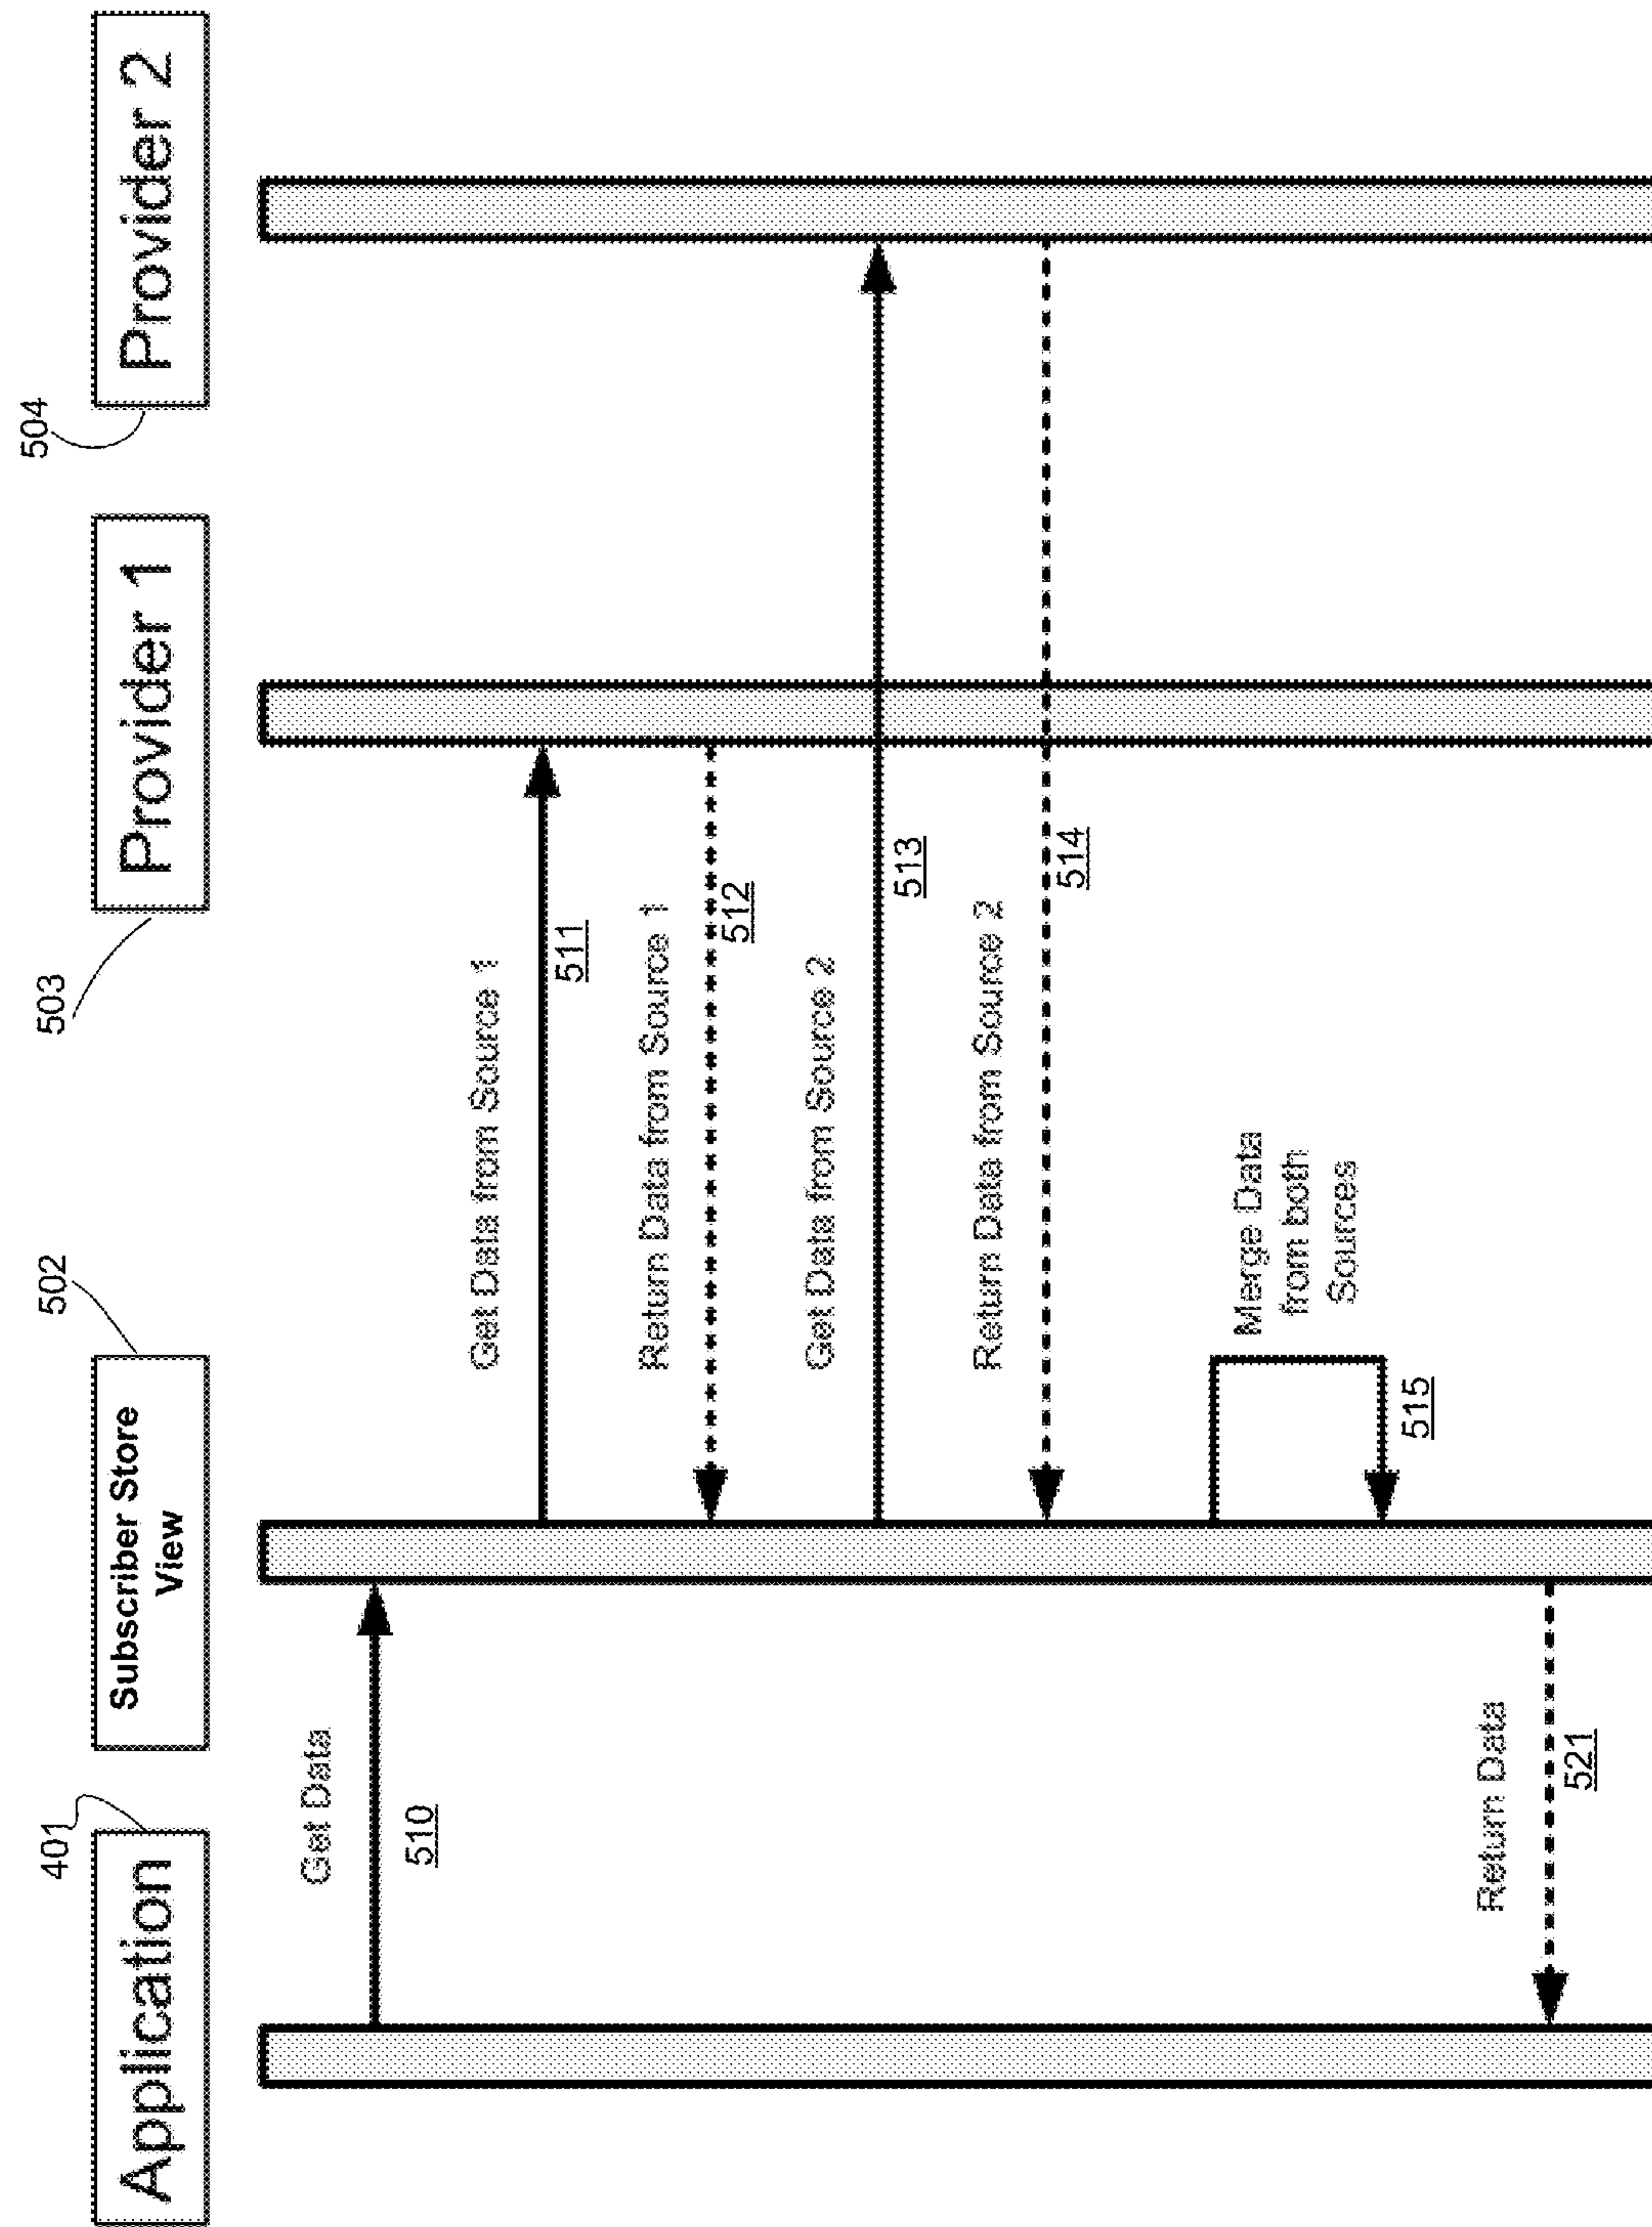 401
502
503
504
Application
Subscriber Store
View
Provider 1
Provider 2
Get Data
510
Get Data from Source 1
511
Return Data from Source 1
512
Get Data from Source 2
513
Return Data from Source 2
514
Merge Data
from both
Sources
515
Return Data
521